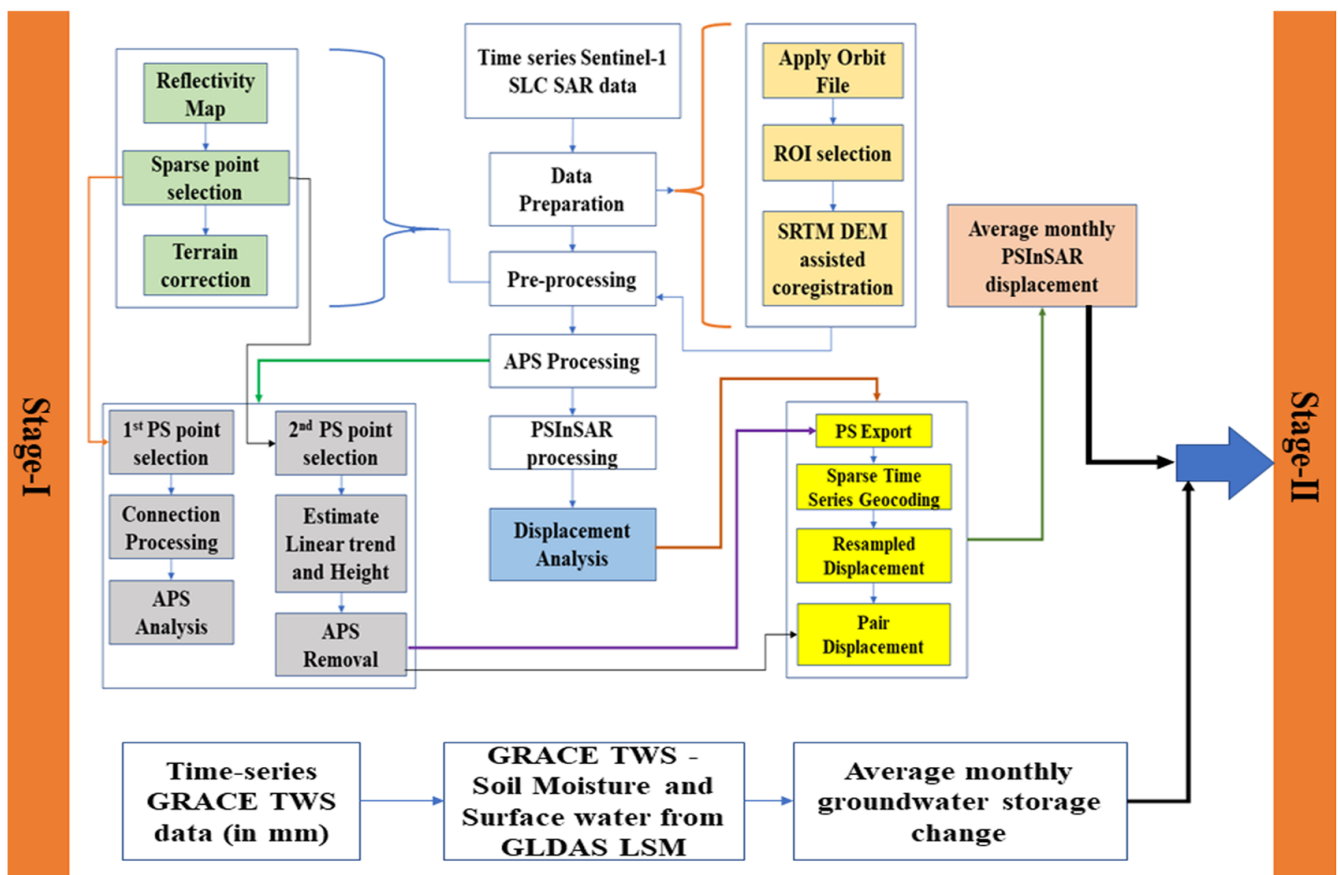 Stage-I
Reflectivity
Map
Sparse point
selection
Terrain
correction
Time series Sentinel-1
SLC SAR data
Data
Preparation
Pre-processing
APS Processing
PSInSAR
processing
Displacement
Analysis
Apply Orbit
File
ROI selection
SRTM DEM
assisted
coregistration
Average monthly
PSInSAR
displacement
1st PS point
selection
Connection
Processing
APS
Analysis
2nd PS point
selection
Estimate
Linear trend
and Height
APS
Removal
PS Export
Sparse Time
Series Geocoding
Resampled
Displacement
Pair
Displacement
Time-series
GRACE TWS
data (in mm)
GRACE TWS -
Soil Moisture and
Surface water from
GLDAS LSM
Average monthly
groundwater storage
change
Stage-II